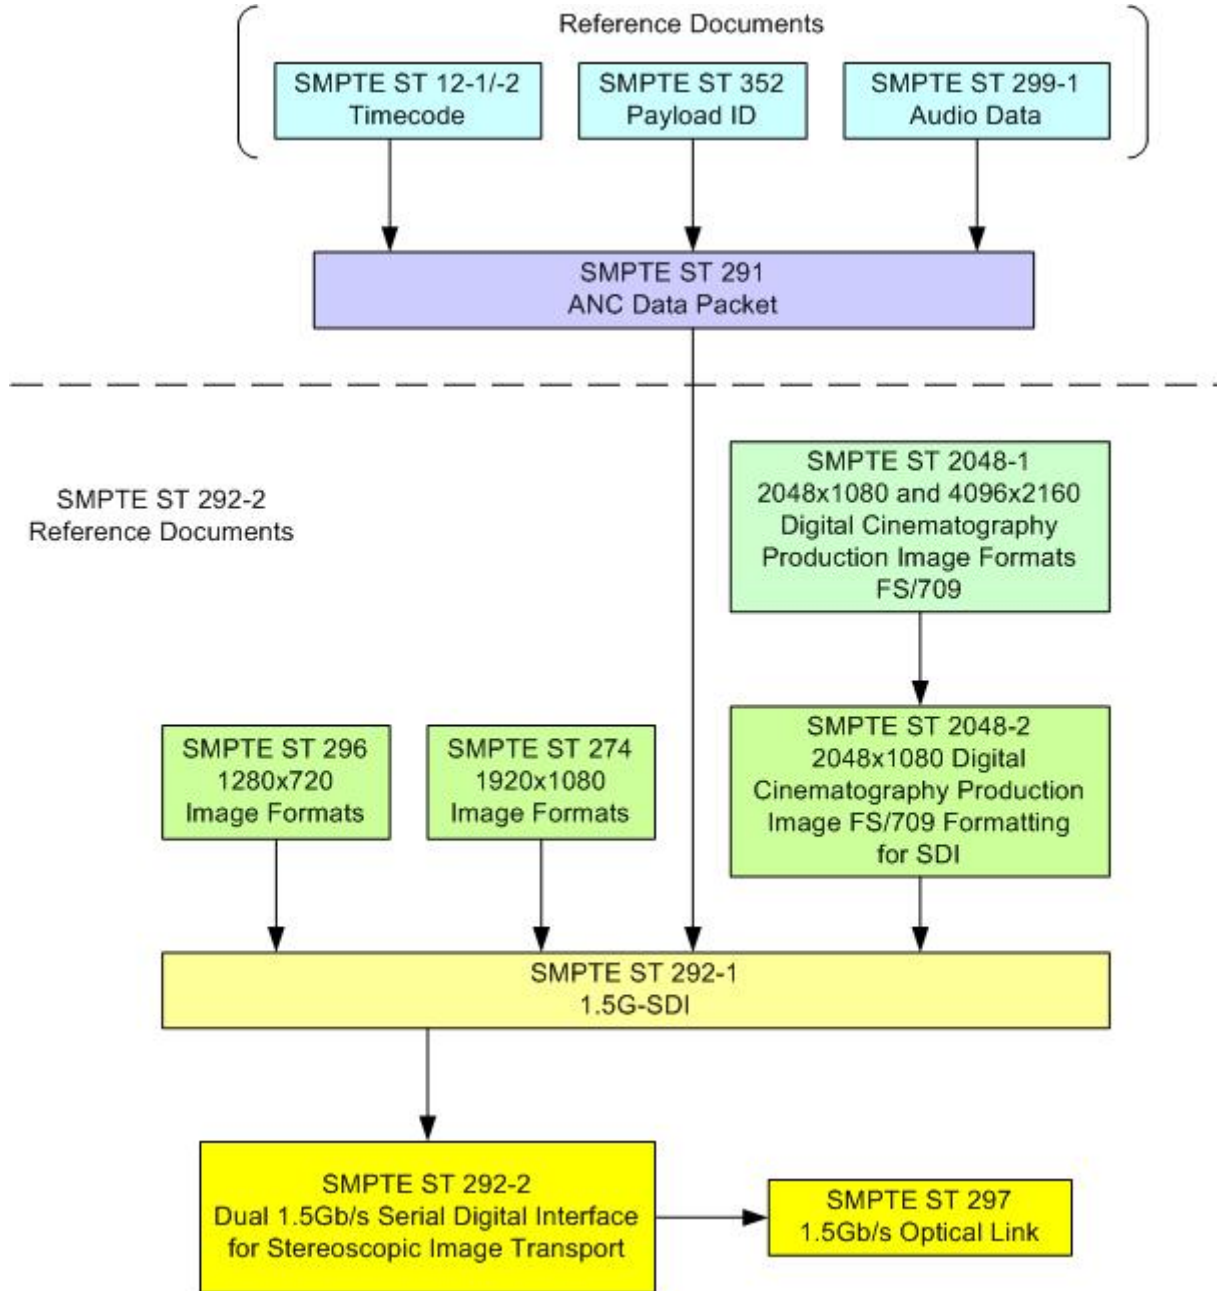 Reference Documents
SMPTE ST 12-1/-2
Timecode
SMPTE ST 352
Payload ID
SMPTE ST 299-1
Audio Data
SMPTE ST 291
ANC Data Packet
SMPTE ST 292-2
Reference Documents
SMPTE ST 2048-1
2048x1080 and 4096x2160
Digital Cinematography
Production Image Formats
FS/709
SMPTE ST 296
1280x720
Image Formats
SMPTE ST 274
1920x1080
Image Formats
SMPTE ST 2048-2
2048x1080 Digital
Cinematography Production
Image FS/709 Formatting
for SDI
SMPTE ST 292-1
1.5G-SDI
SMPTE ST 292-2
Dual 1.5Gb/s Serial Digital Interface
for Stereoscopic Image Transport
SMPTE ST 297
1.5Gb/s Optical Link